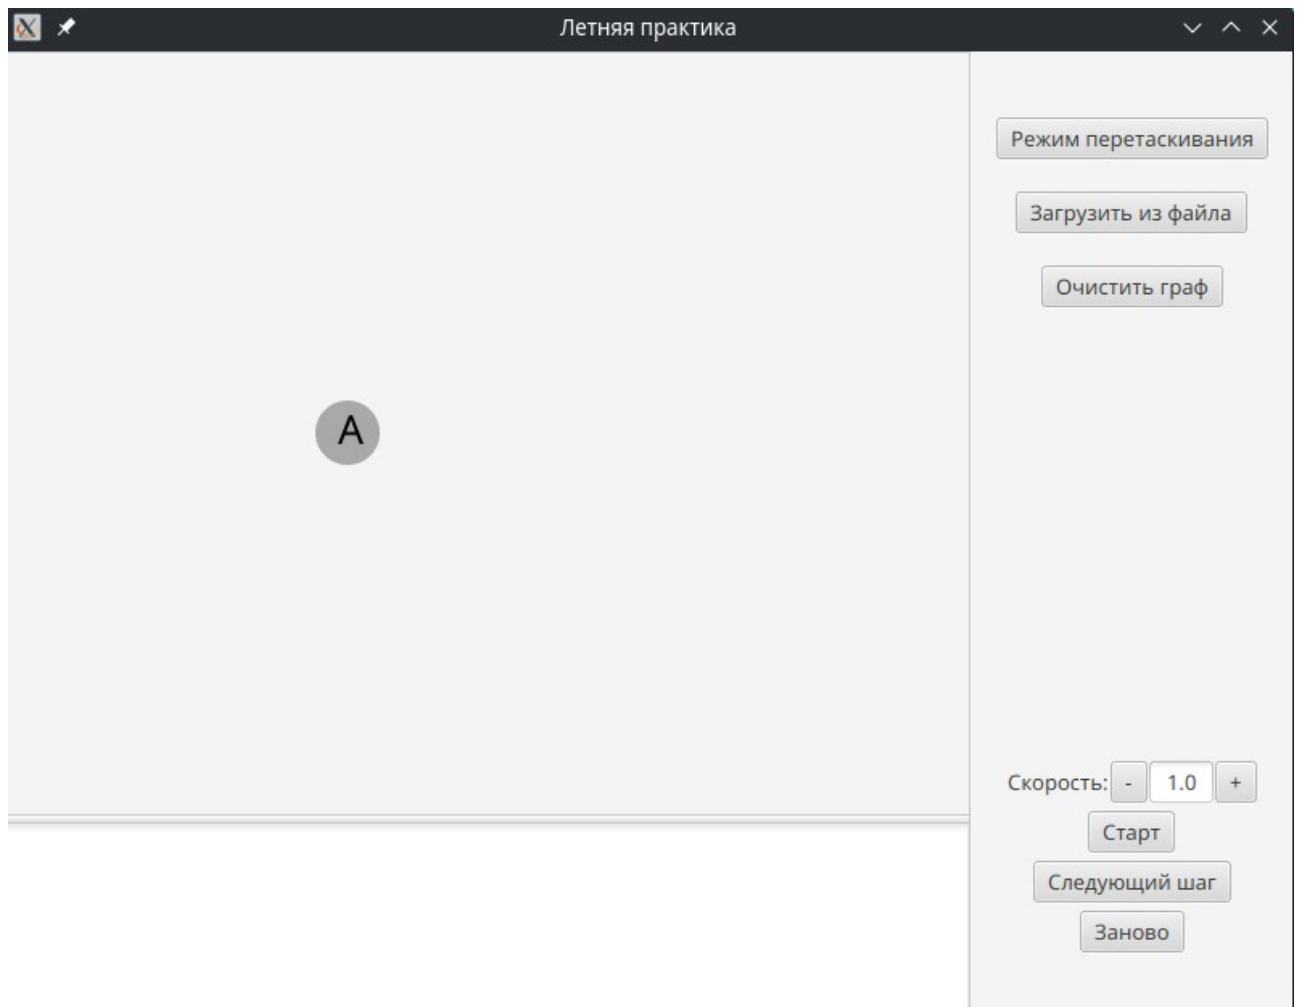 Летняя практика
Режим перетаскивания
Загрузить из файла
Очистить граф
A
Скорость: - 1.0 +
Старт
Следующий шаг
Заново